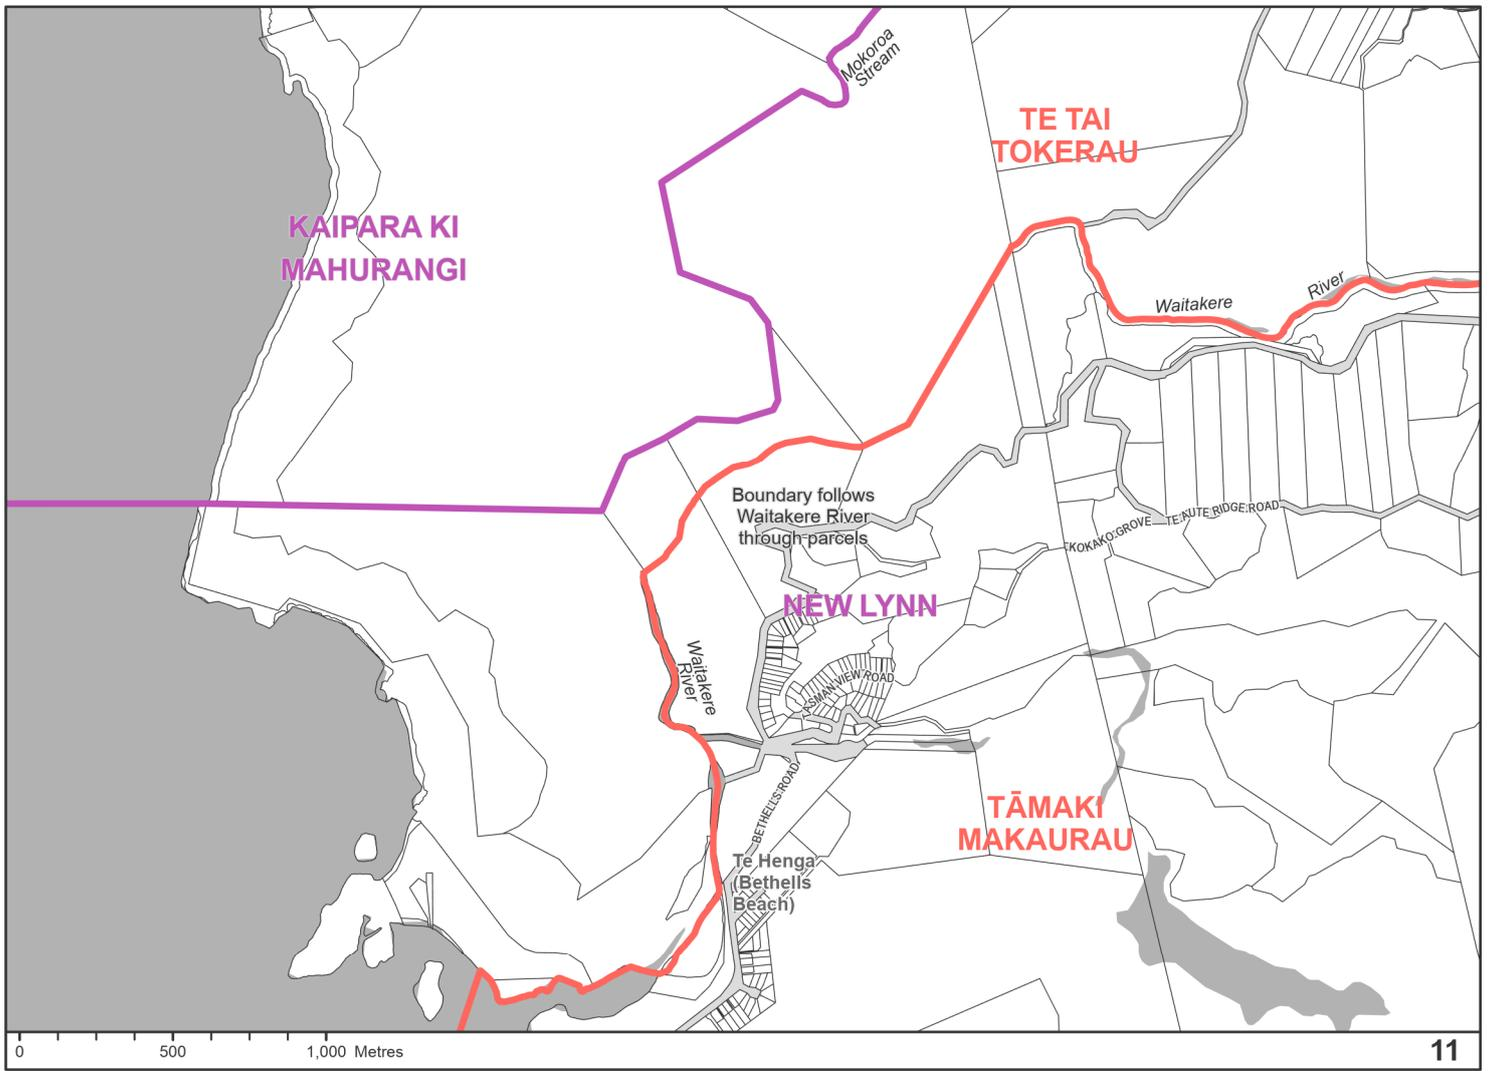 Mokoroa
Stream
TE TAI
TOKERAU
KAIPARA KI
MAHURANGI
River
Waitakere
Boundary follows
Waitakere River
through parcels
KOKAKO GROVE
TE AUTE RIDGE ROAD
NEW LYNN
Waitakere
River
TASMAN VIEW ROAD
BETHELLS ROAD
TĀMAKI
MAKAURAU
Te Henga
(Bethells
Beach)
0 500 1,000 Metres
11